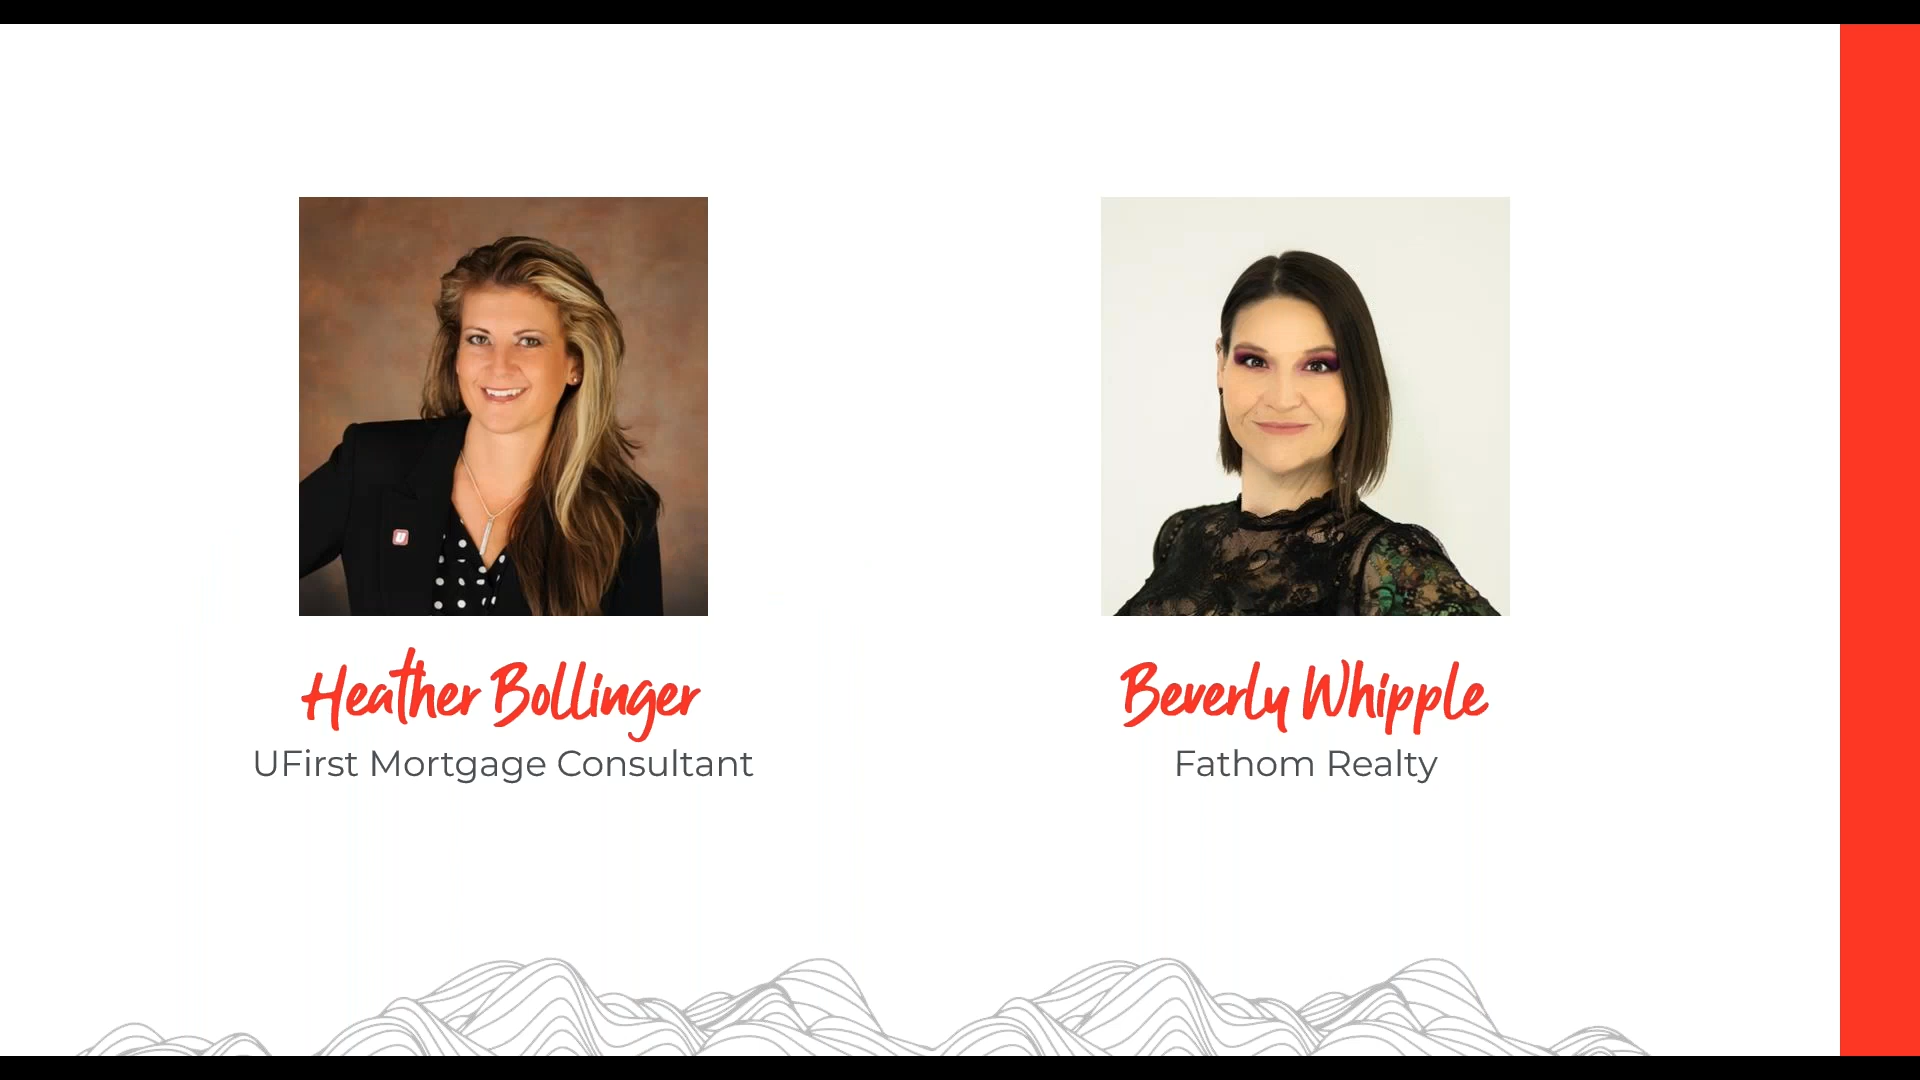 U
Heather Bollinger
UFirst Mortgage Consultant
Beverly Whipple
Fathom Realty